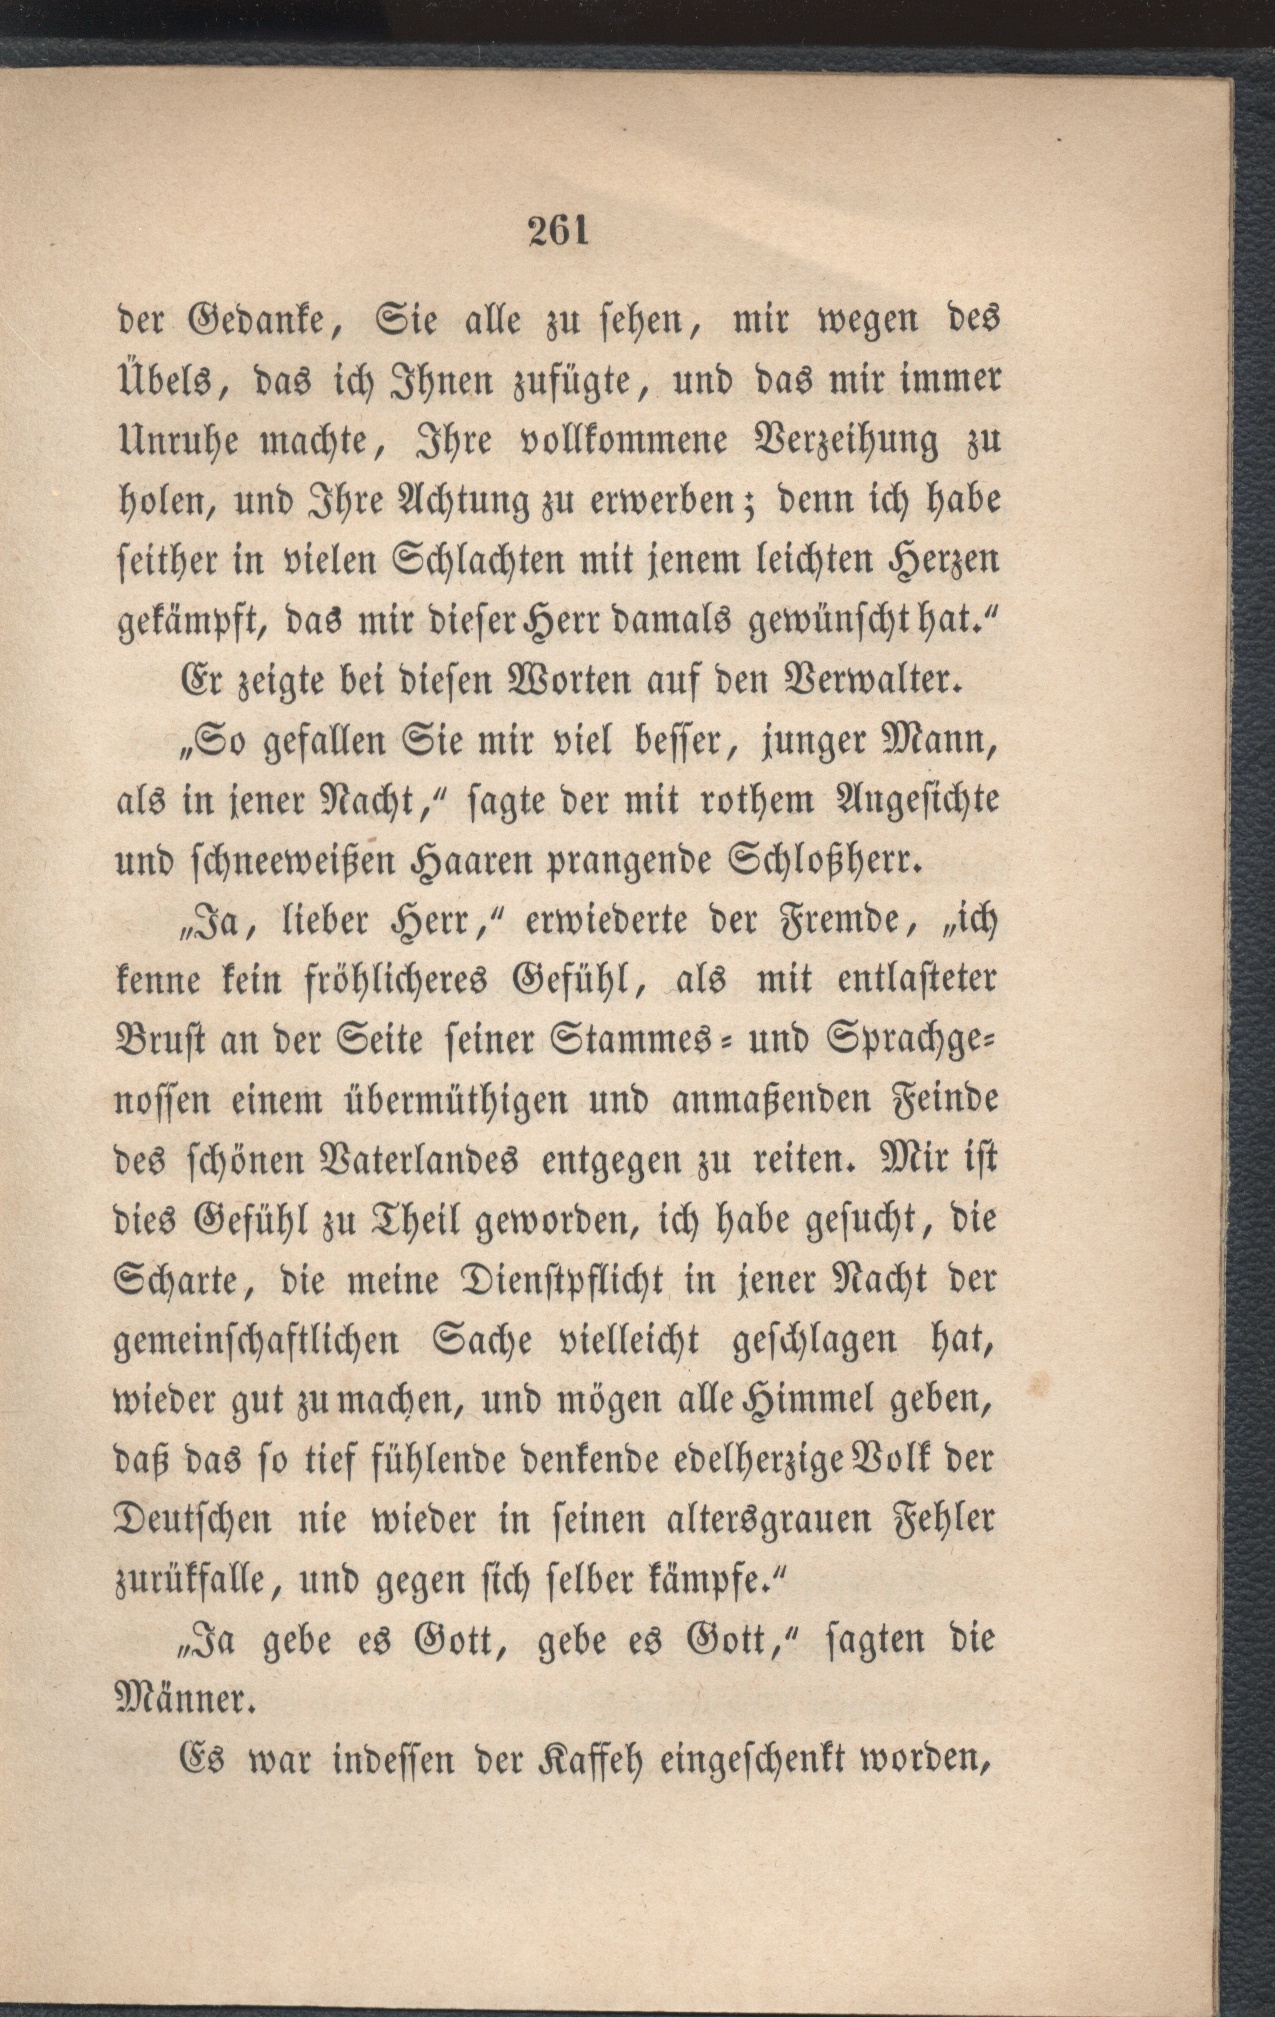 261
der Gedanke, Sie alle zu sehen, mir wegen des
Übels, das ich Ihnen zufügte, und das mir immer
Unruhe machte, Ihre vollkommene Verzeihung zu
holen, und Ihre Achtung zu erwerben; denn ich habe
seither in vielen Schlachten mit jenem leichten Herzen
gekämpft, das mir dieser Herr damals gewünscht hat.“
Er zeigte bei diesen Worten auf den Verwalter.
„So gefallen Sie mir viel besser, junger Mann,
als in jener Nacht,“ sagte der mit rothem Angesichte
und schneeweißen Haaren prangende Schloßherr.
„Ja, lieber Herr,“ erwiederte der Fremde, „ich
kenne kein fröhlicheres Gefühl, als mit entlasteter
Brust an der Seite seiner Stammes- und Sprachge-
nossen einem übermüthigen und anmaßenden Feinde
des schönen Vaterlandes entgegen zu reiten. Mir ist
dies Gefühl zu Theil geworden, ich habe gesucht, die
Scharte, die meine Dienstpflicht in jener Nacht der
gemeinschaftlichen Sache vielleicht geschlagen hat,
wieder gut zu machen, und mögen alle Himmel geben,
daß das so tief fühlende denkende edelherzige Volk der
Deutschen nie wieder in seinen altersgrauen Fehler
zurükfalle, und gegen sich selber kämpfe.“
„Ja gebe es Gott, gebe es Gott,“ sagten die
Männer.
Es war indessen der Kaffeh eingeschenkt worden,